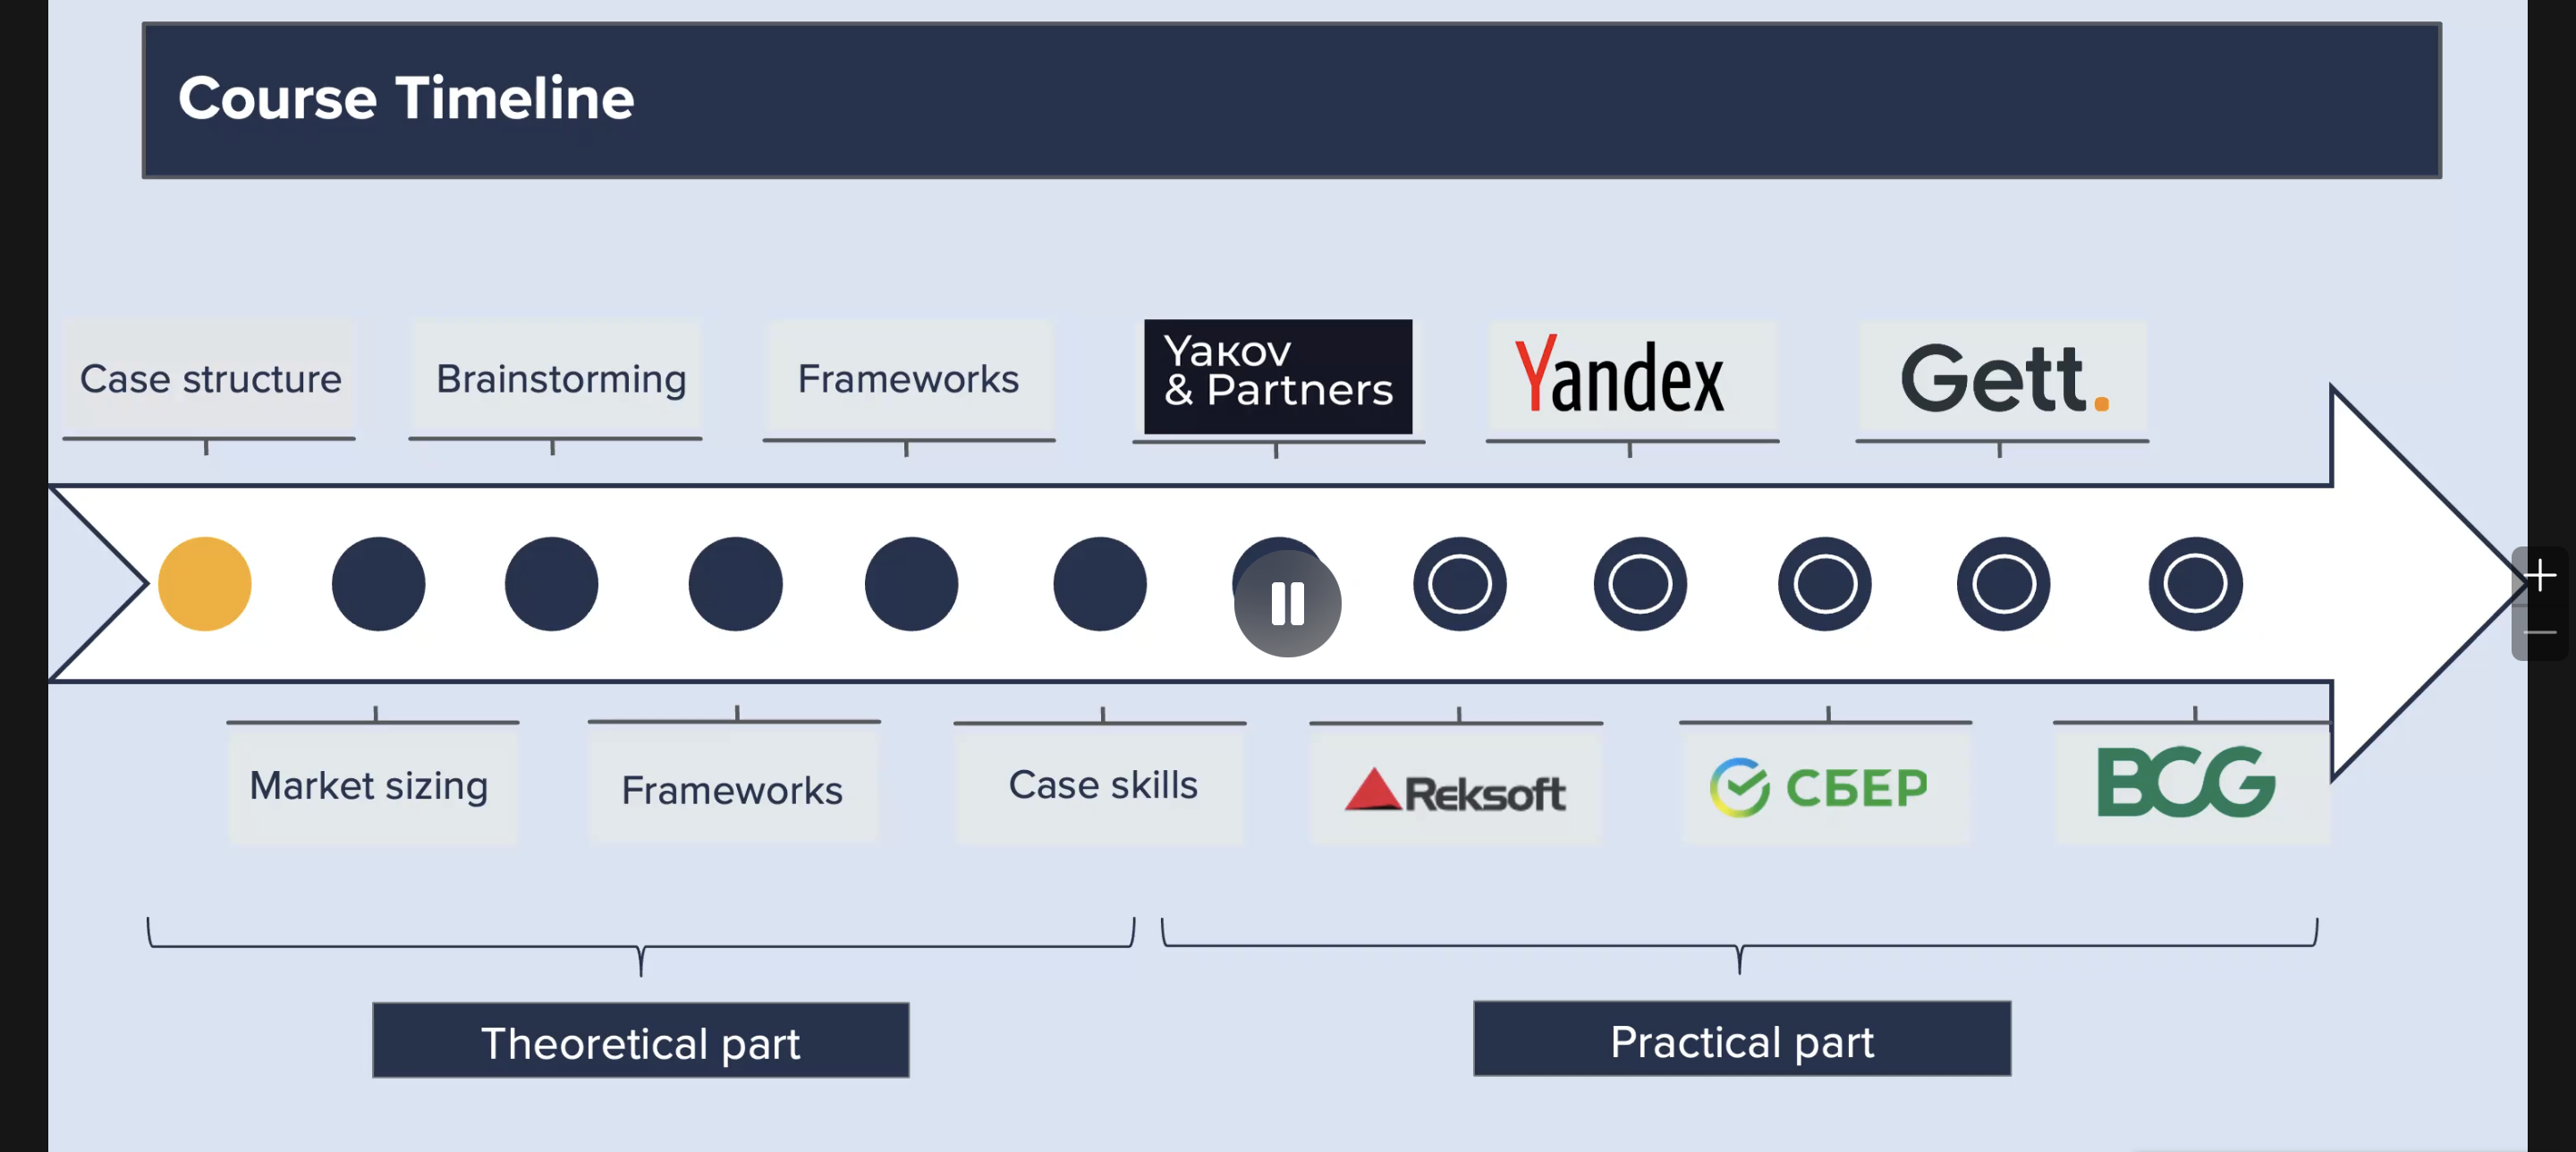 Course Timeline
Case structure
Brainstorming
Frameworks
Yakov
& Partners
Yandex
Gett.
Market sizing
Frameworks
Case skills
Reksoft
СБЕР
BCG
Theoretical part
Practical part